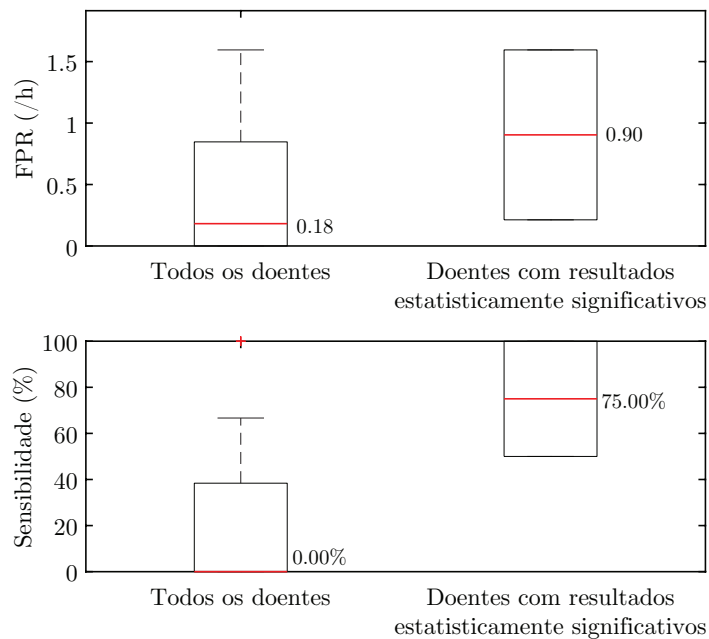 FPR (/h)
1.5
1
0.5
0
0.18
0.90
Todos os doentes
Doentes com resultados
estatisticamente significativos
Sensibilidade (%)
100
80
60
40
20
0
0.00%
75.00%
Todos os doentes
Doentes com resultados
estatisticamente significativos